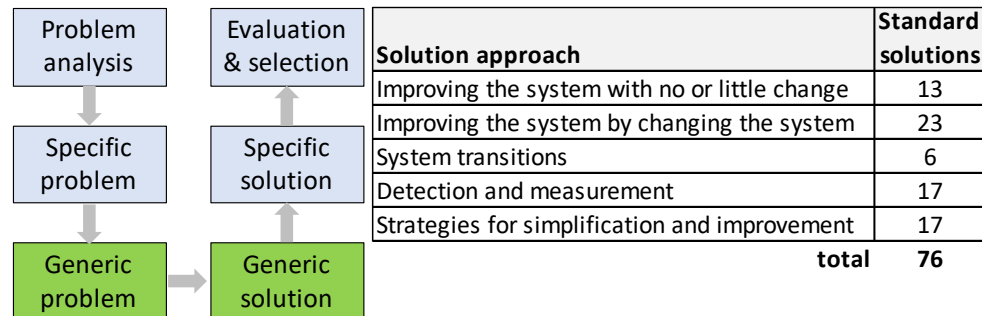 Problem
analysis
Specific
problem
Generic
problem
Evaluation
& selection
Specific
solution
Generic
solution
Solution approach Standard solutions
Improving the system with no or little change 13
Improving the system by changing the system 23
System transitions 6
Detection and measurement 17
Strategies for simplification and improvement 17
total 76